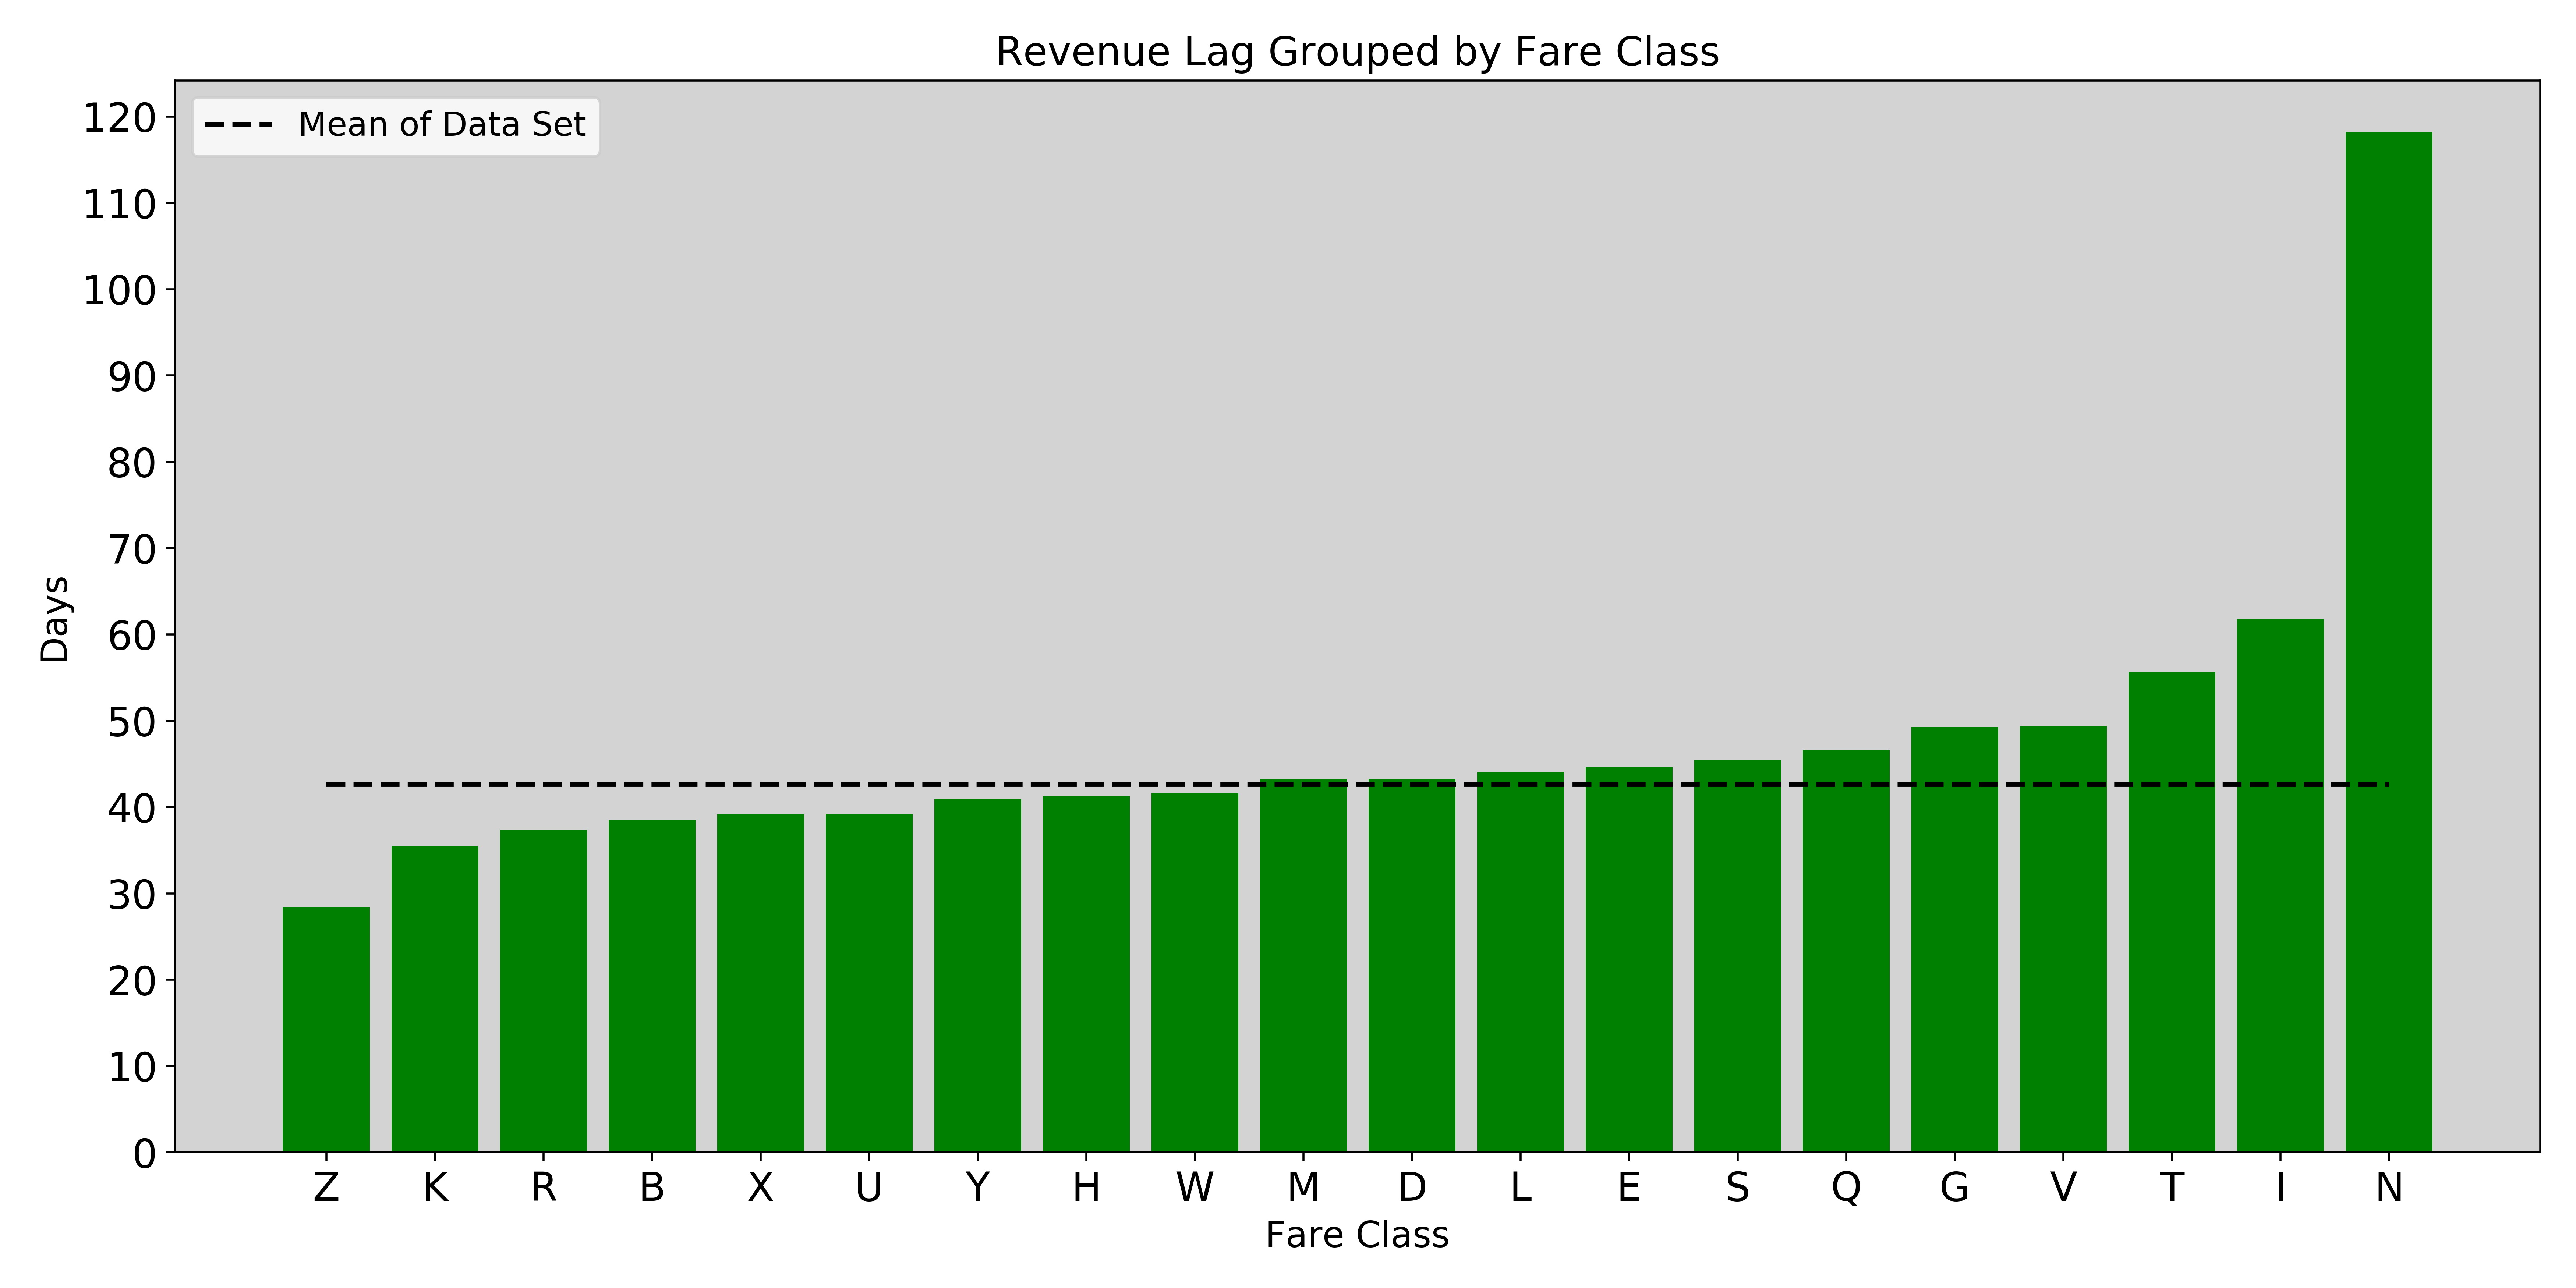 Revenue Lag Grouped by Fare Class
Mean of Data Set
120
110
100
90
80
70
60
50
40
30
20
10
0
Days
Z K R B X U Y H W M D L E S Q G V T I N
Fare Class